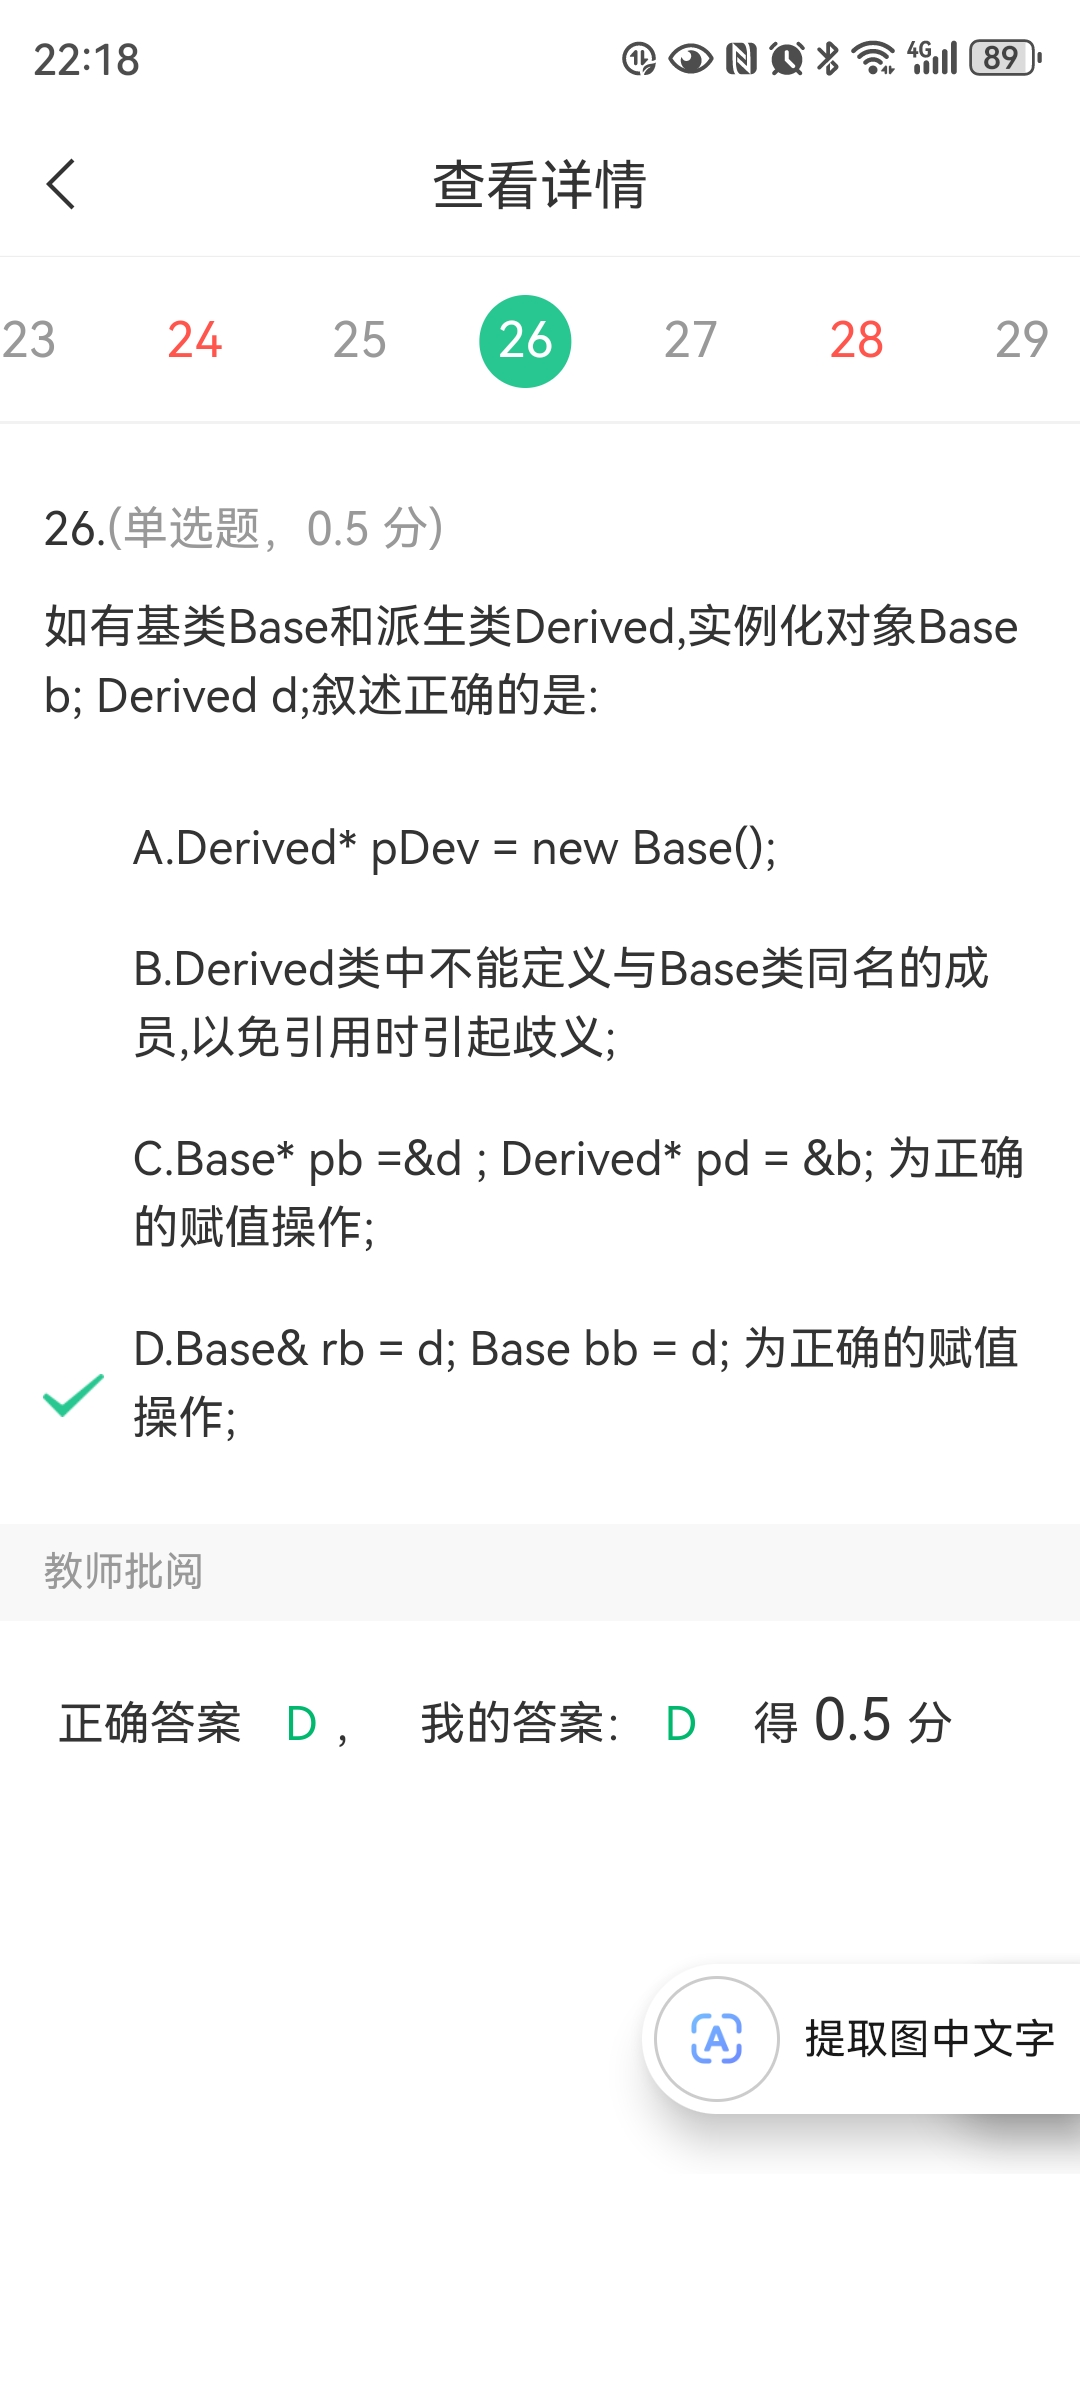 22:18
4G 89
查看详情
23 24 25 26 27 28 29
26.(单选题，0.5 分)
如有基类Base和派生类Derived,实例化对象Base
b; Derived d;叙述正确的是:
A.Derived* pDev = new Base();
B.Derived类中不能定义与Base类同名的成
员,以免引用时引起歧义;
C.Base* pb =&d ; Derived* pd = &b; 为正确
的赋值操作;
D.Base& rb = d; Base bb = d; 为正确的赋值
操作;
教师批阅
正确答案 D ， 我的答案： D 得 0.5 分
A 提取图中文字